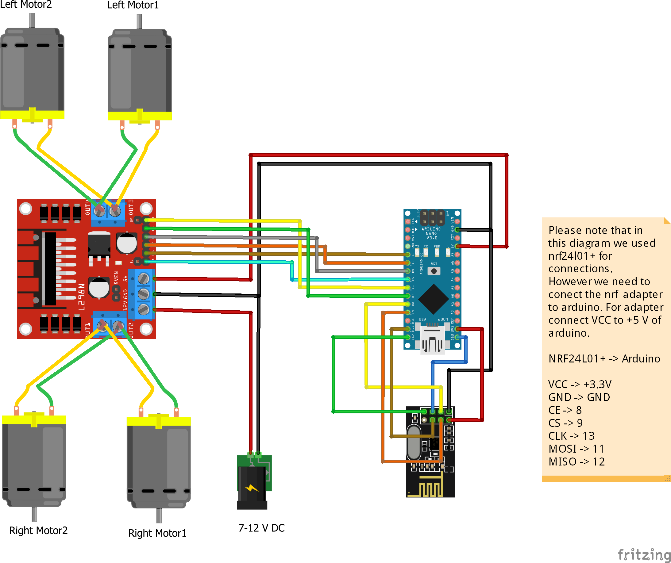 Left Motor2
Left Motor1
OUT
L296N
OUT2
Right Motor2
Right Motor1
7-12 V DC
Please note that in
this diagram we used
nrf24l01+ for
connections,
However we need to
conect the nrf adapter
to arduino. For adapter
connect VCC to +5 V of
arduino.
NRF24L01+ -> Arduino
VCC -> +3,3V
GND -> GND
CE -> 8
CS -> 9
CLK -> 13
MOSI -> 11
MISO -> 12
fritzing